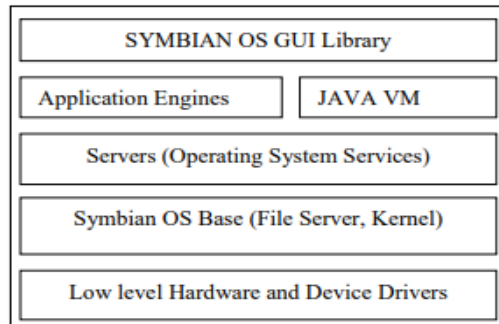 SYMBIAN OS GUI Library
Application Engines
JAVA VM
Servers (Operating System Services)
Symbian OS Base (File Server, Kernel)
Low level Hardware and Device Drivers